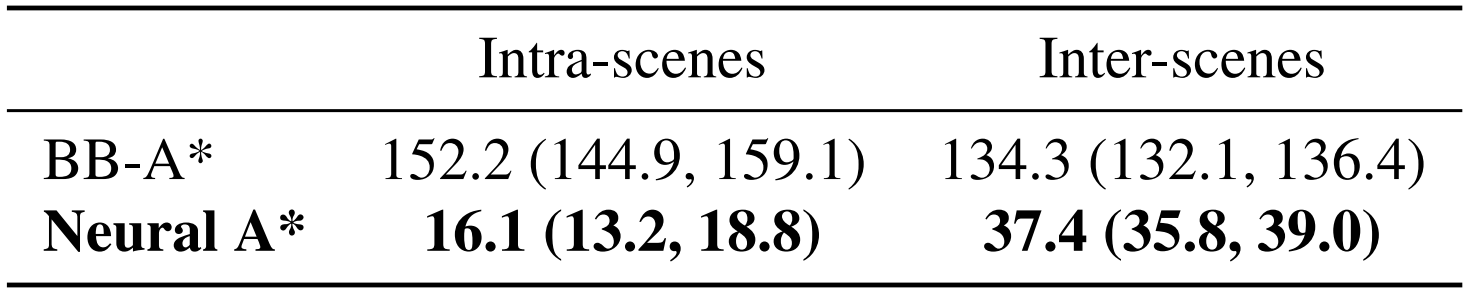 Intra-scenes Inter-scenes
BB-A* 152.2 (144.9, 159.1) 134.3 (132.1, 136.4)
Neural A* 16.1 (13.2, 18.8) 37.4 (35.8, 39.0)